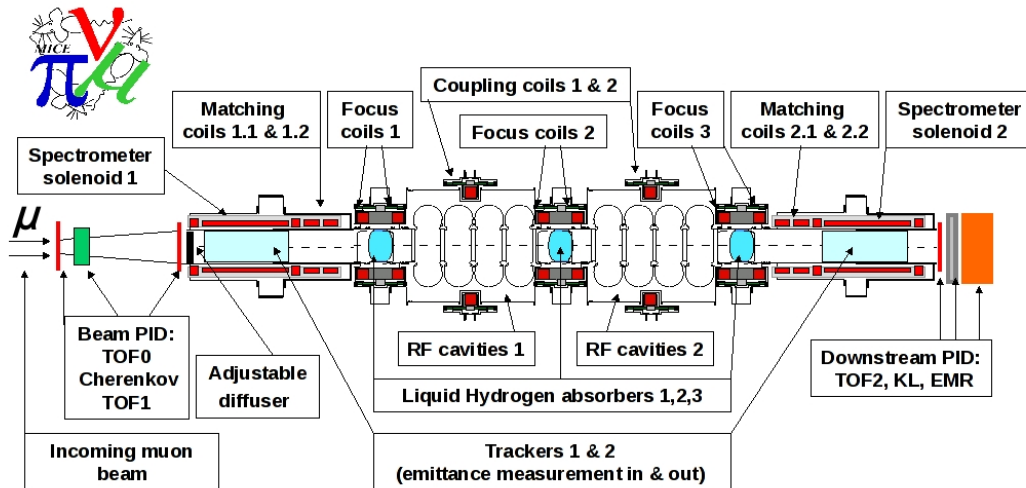 MICE
π ν μ
Coupling coils 1 & 2
Matching
coils 1.1 & 1.2
Focus
coils 1
Focus coils 2
Focus
coils 3
Matching
coils 2.1 & 2.2
Spectrometer
solenoid 2
Spectrometer
solenoid 1
μ
Beam PID:
TOF0
Cherenkov
TOF1
Adjustable
diffuser
RF cavities 1
RF cavities 2
Downstream PID:
TOF2, KL, EMR
Liquid Hydrogen absorbers 1,2,3
Incoming muon
beam
Trackers 1 & 2
(emittance measurement in & out)